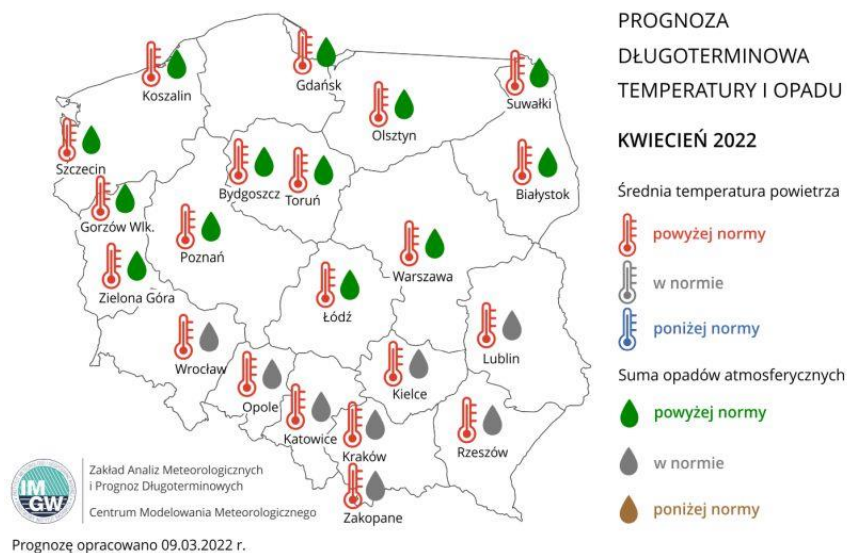 PROGNOZA
DŁUGOTERMINOWA
TEMPERATURY I OPADU
KWIECIEŃ 2022
Średnia temperatura powietrza
powyżej normy
w normie
poniżej normy
Suma opadów atmosferycznych
powyżej normy
w normie
poniżej normy
Koszalin
Gdańsk
Suwałki
Olsztyn
Szczecin
Bydgoszcz
Toruń
Białystok
Gorzów Wlk.
Poznań
Warszawa
Zielona Góra
Łódź
Lublin
Wrocław
Kielce
Opole
Katowice
Kraków
Rzeszów
Zakopane
IM
GW
Zakład Analiz Meteorologicznych
i Prognoz Długoterminowych
Centrum Modelowania Meteorologicznego
Prognozę opracowano 09.03.2022 r.